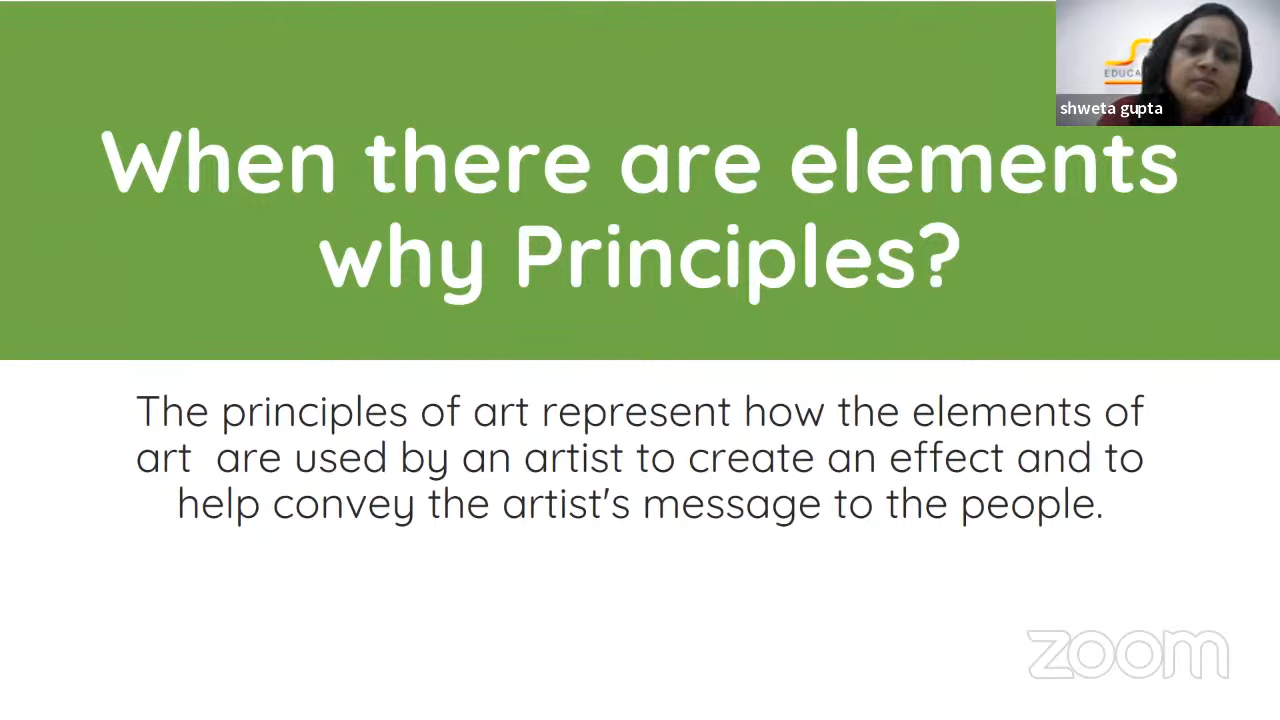 EDUCA
shweta gupta
When there are elements
why Principles?
The principles of art represent how the elements of
art are used by an artist to create an effect and to
help convey the artist's message to the people.
zoom